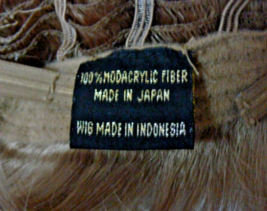 100% MODACRYLIC FIBER
MADE IN JAPAN
WIG MADE IN INDONESIA